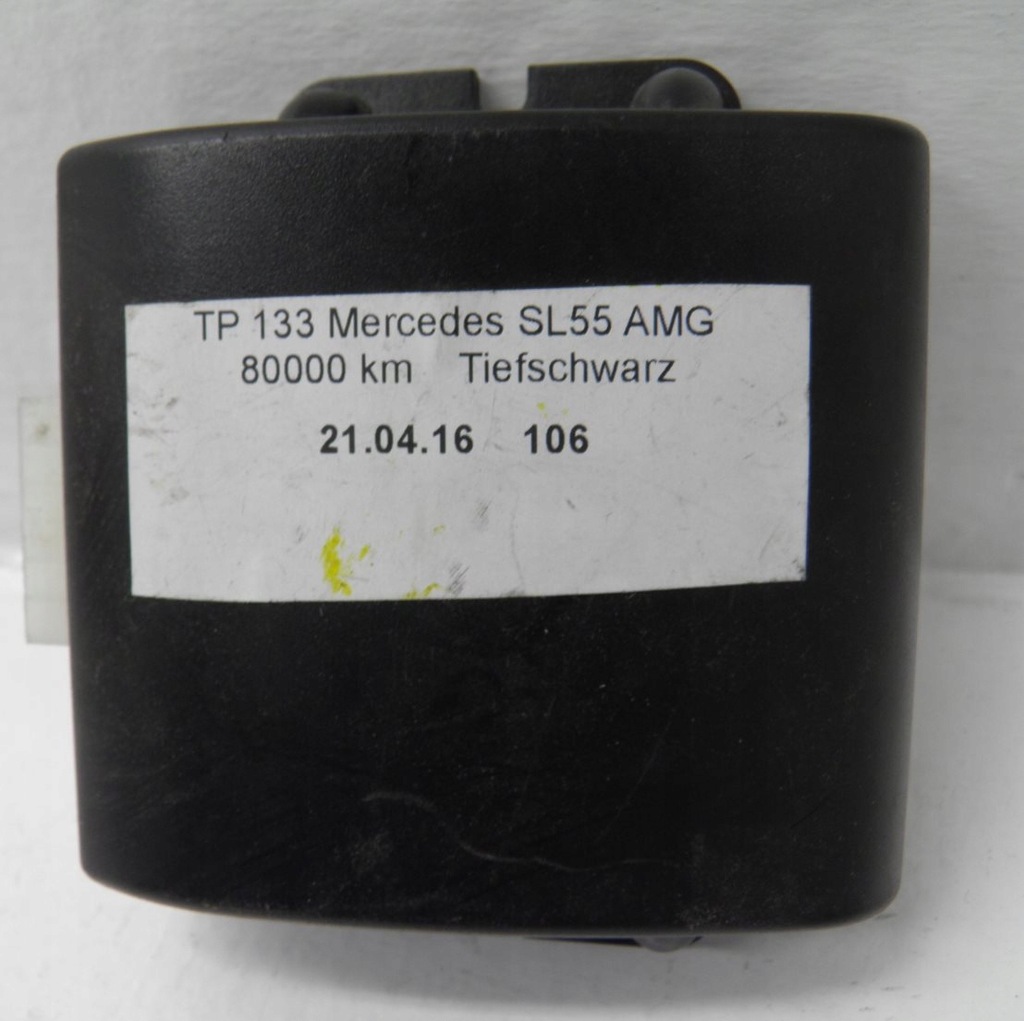 TP 133 Mercedes SL55 AMG
80000 km Tiefschwarz
21.04.16 106